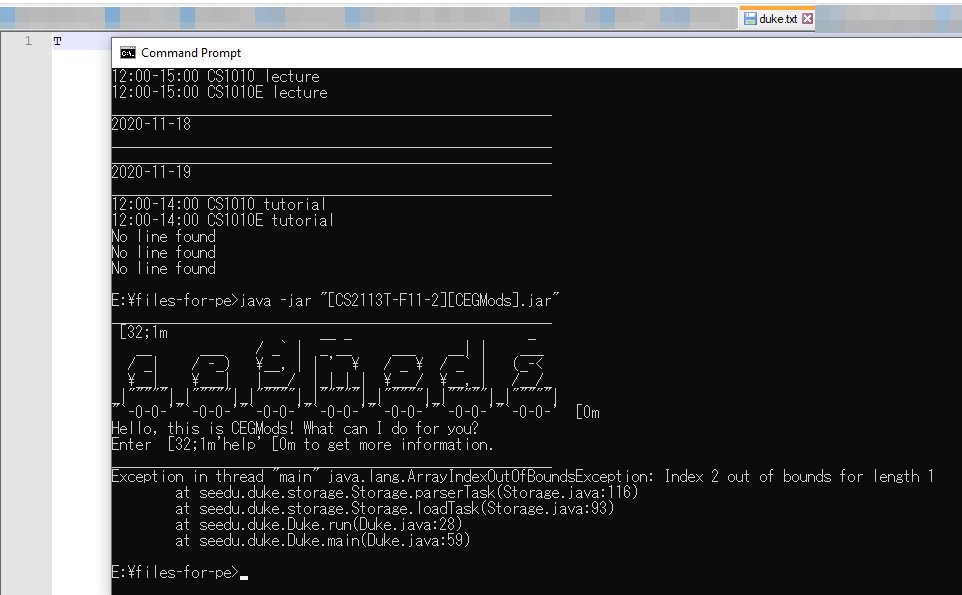 duke.txt
1 T
Command Prompt
12:00-15:00 CS1010 lecture
12:00-15:00 CS1010E lecture
2020-11-18
2020-11-19
12:00-14:00 CS1010 tutorial
12:00-14:00 CS1010E tutorial
No line found
No line found
No line found
E:¥files-for-pe>java -jar "[CS2113T-F11-2][CEGMods].jar"
[32;1m
[0m
Hello, this is CEGMods! What can I do for you?
Enter [32;1m'help' [0m to get more information.
Exception in thread "main" java.lang.ArrayIndexOutOfBoundsException: Index 2 out of bounds for length 1
at seedu.duke.storage.Storage.parserTask(Storage.java:116)
at seedu.duke.storage.Storage.loadTask(Storage.java:93)
at seedu.duke.Duke.run(Duke.java:28)
at seedu.duke.Duke.main(Duke.java:59)
E:¥files-for-pe>